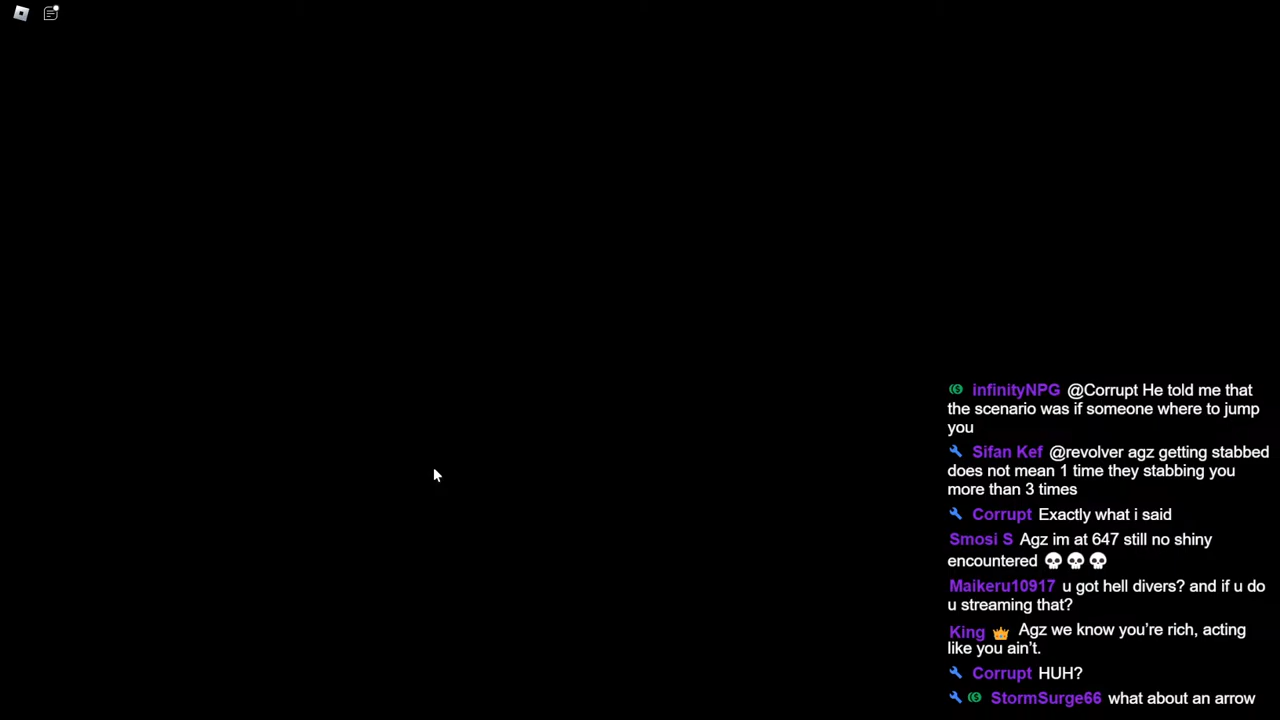 infinityNPG @Corrupt He told me that
the scenario was if someone where to jump
you
Sifan Kef @revolver agz getting stabbed
does not mean 1 time they stabbing you
more than 3 times
Corrupt Exactly what i said
Smosi S Agz im at 647 still no shiny
encountered 💀💀💀
Maikeru10917 u got hell divers? and if u do
u streaming that?
King 👑 Agz we know you’re rich, acting
like you ain’t.
Corrupt HUH?
StormSurge66 what about an arrow